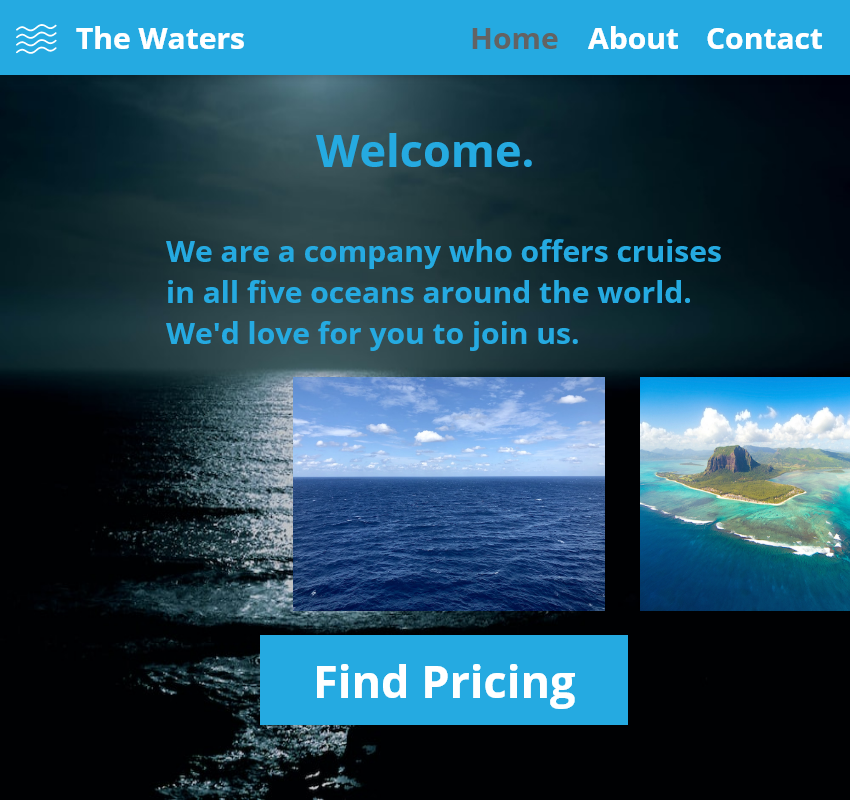 The Waters
Home About Contact
Welcome.
We are a company who offers cruises
in all five oceans around the world.
We'd love for you to join us.
Find Pricing